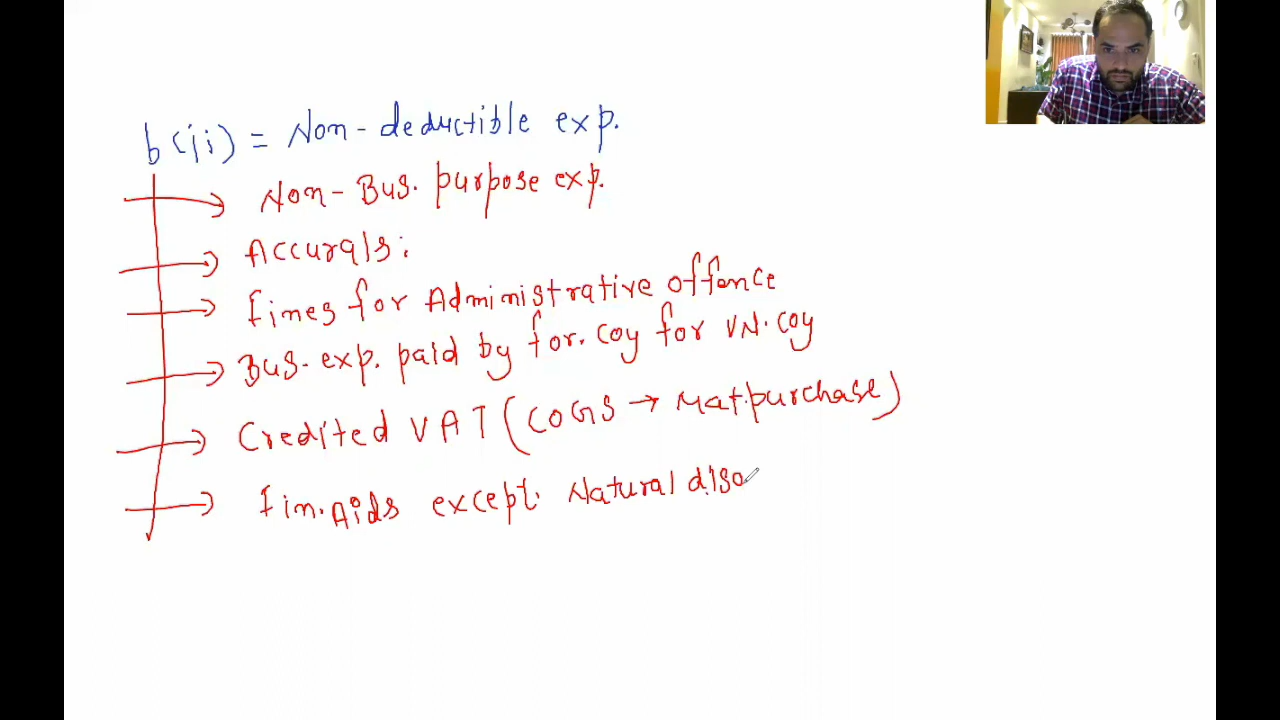 b(ii) = Non-deductible exp.
Non-Bus. purpose exp.
Accurals:
Fines for Administrative offence
Bus. exp. paid by for. coy for VN. coy
Credited VAT (COGS → Mat.purchase)
Fin. Aids except. Natural disa